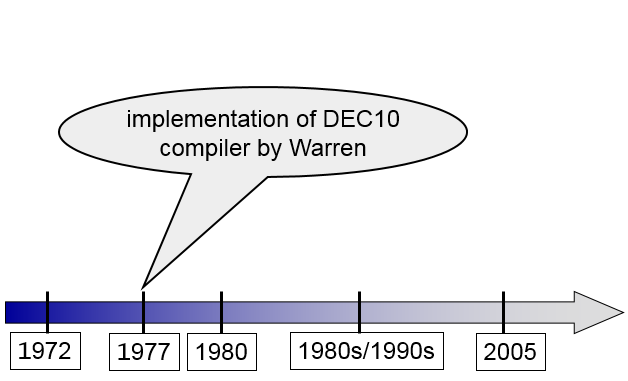 implementation of DEC10
compiler by Warren
1972
1977
1980
1980s/1990s
2005